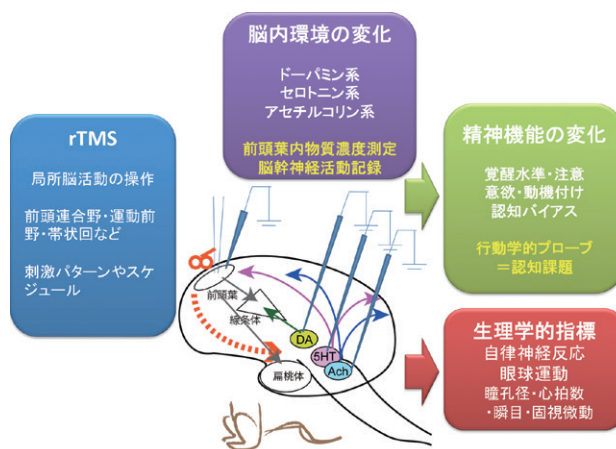 脳内環境の変化
ドーパミン系
セロトニン系
アセチルコリン系
前頭葉内物質濃度測定
脳幹神経活動記録
rTMS
局所脳活動の操作
前頭連合野・運動前
野・帯状回など
刺激パターンやスケ
ジュール
精神機能の変化
覚醒水準・注意
意欲・動機付け
認知バイアス
行動学的プローブ
＝認知課題
前頭葉
線条体
DA
5HT
Ach
扁桃体
生理学的指標
自律神経反応
眼球運動
瞳孔径・心拍数
・瞬目・固視微動